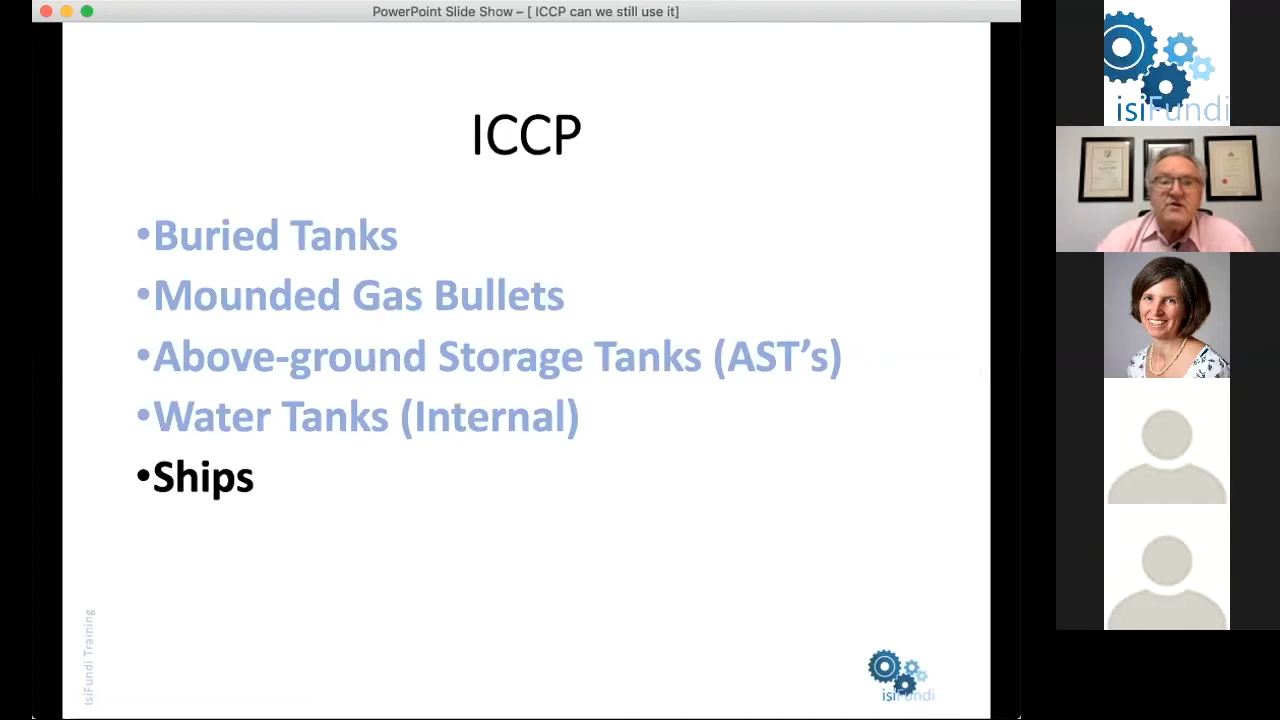 PowerPoint Slide Show – [ ICCP can we still use it]
ICCP
•Buried Tanks
•Mounded Gas Bullets
•Above-ground Storage Tanks (AST’s)
•Water Tanks (Internal)
•Ships
isiFundi Training
isiFundi
isiFundi